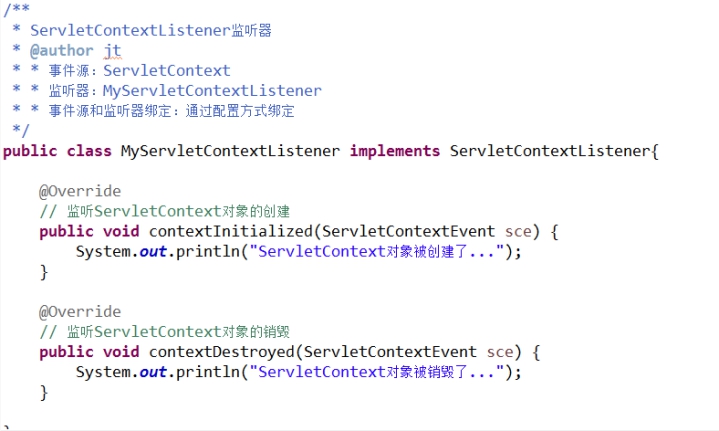 /**
 * ServletContextListener监听器
 * @author jt
 * * 事件源：ServletContext
 * * 监听器：MyServletContextListener
 * * 事件源和监听器绑定：通过配置方式绑定
 */
public class MyServletContextListener implements ServletContextListener{
    @Override
    // 监听ServletContext对象的创建
    public void contextInitialized(ServletContextEvent sce) {
        System.out.println("ServletContext对象被创建了...");
    }
    @Override
    // 监听ServletContext对象的销毁
    public void contextDestroyed(ServletContextEvent sce) {
        System.out.println("ServletContext对象被销毁了...");
    }
}